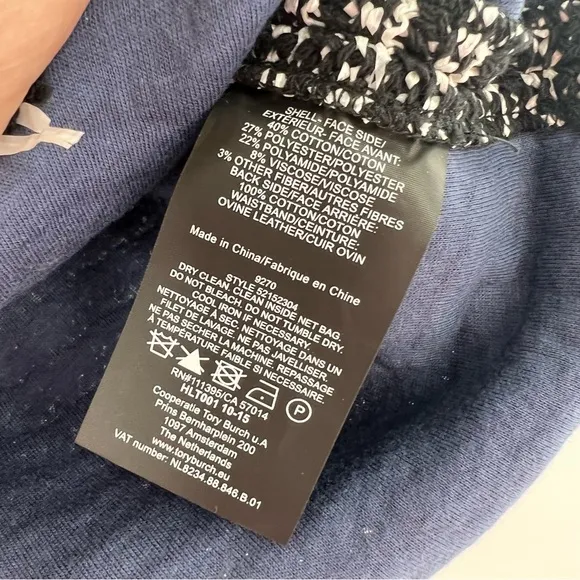 SHELL- FACE SIDE/
EXTERIEUR- FACE AVANT:
40% COTTON/COTON
27% POLYESTER/POLYESTER
22% POLYAMIDE/POLYAMIDE
8% VISCOSE/VISCOSE
3% OTHER FIBER/AUTRES FIBRES
BACK SIDE/FACE ARRIÈRE:
100% COTTON/COTON
WAISTBAND/CEINTURE:
OVINE LEATHER/CUIR OVIN
Made in China/Fabriqué en Chine
9270
STYLE 52152304
DRY CLEAN. CLEAN INSIDE NET BAG.
DO NOT BLEACH. DO NOT TUMBLE DRY.
COOL IRON IF NECESSARY.
NETTOYAGE À SEC. NETTOYAGE DANS UN
FILET DE LAVAGE. NE PAS JAVELLISER.
NE PAS SÉCHER LA MACHINE. REPASSAGE
À TEMPÉRATURE FAIBLE SI NECESSAIRE
P
RN#111395/CA 57014
HLT001 10-15
Cooperatie Tory Burch u.A
Prins Bernharplein 200
1097 Amsterdam
The Netherlands
toryburch.com
VAT number: NL8234.88.846.B.01